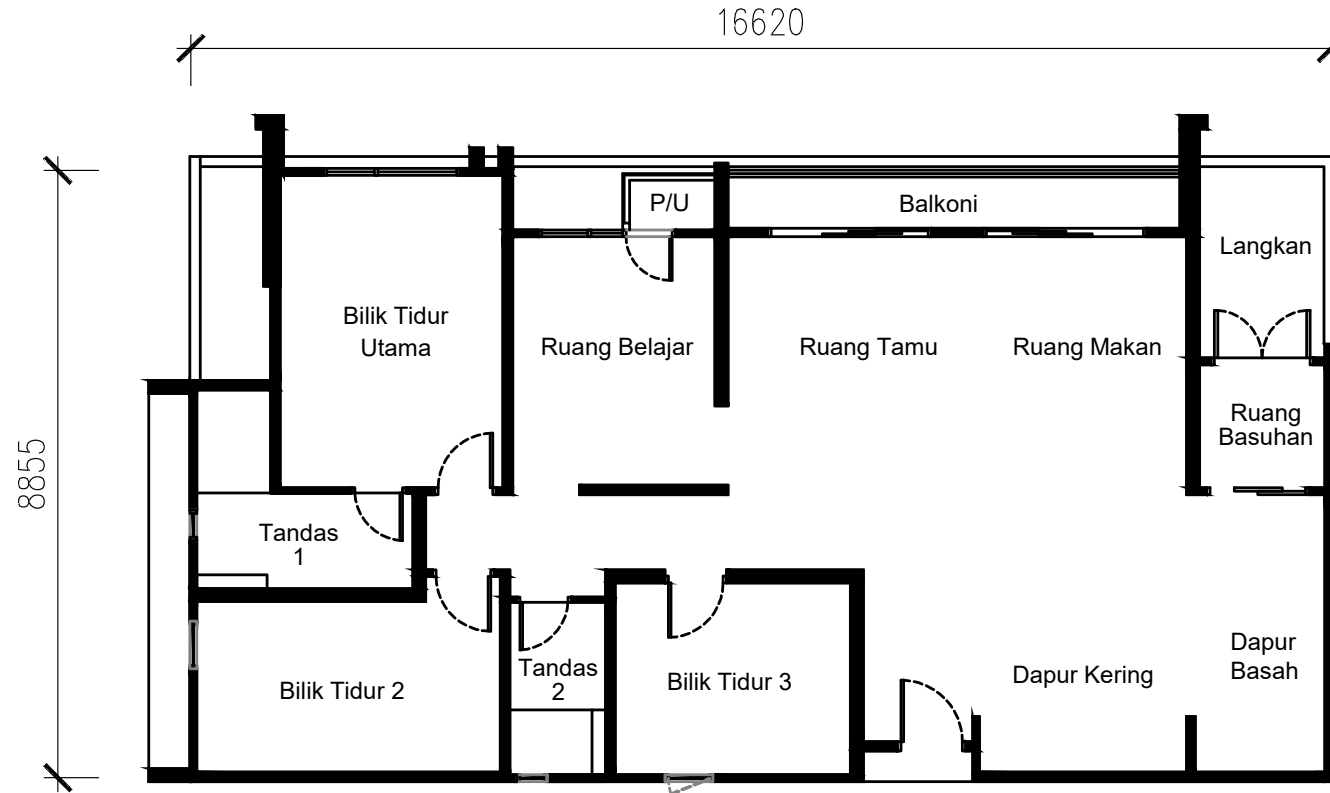 16620
8855
P/U
Balkoni
Langkan
Bilik Tidur
Utama
Ruang Belajar
Ruang Tamu
Ruang Makan
Ruang
Basuhan
Tandas
1
Bilik Tidur 2
Tandas
2
Bilik Tidur 3
Dapur Kering
Dapur
Basah